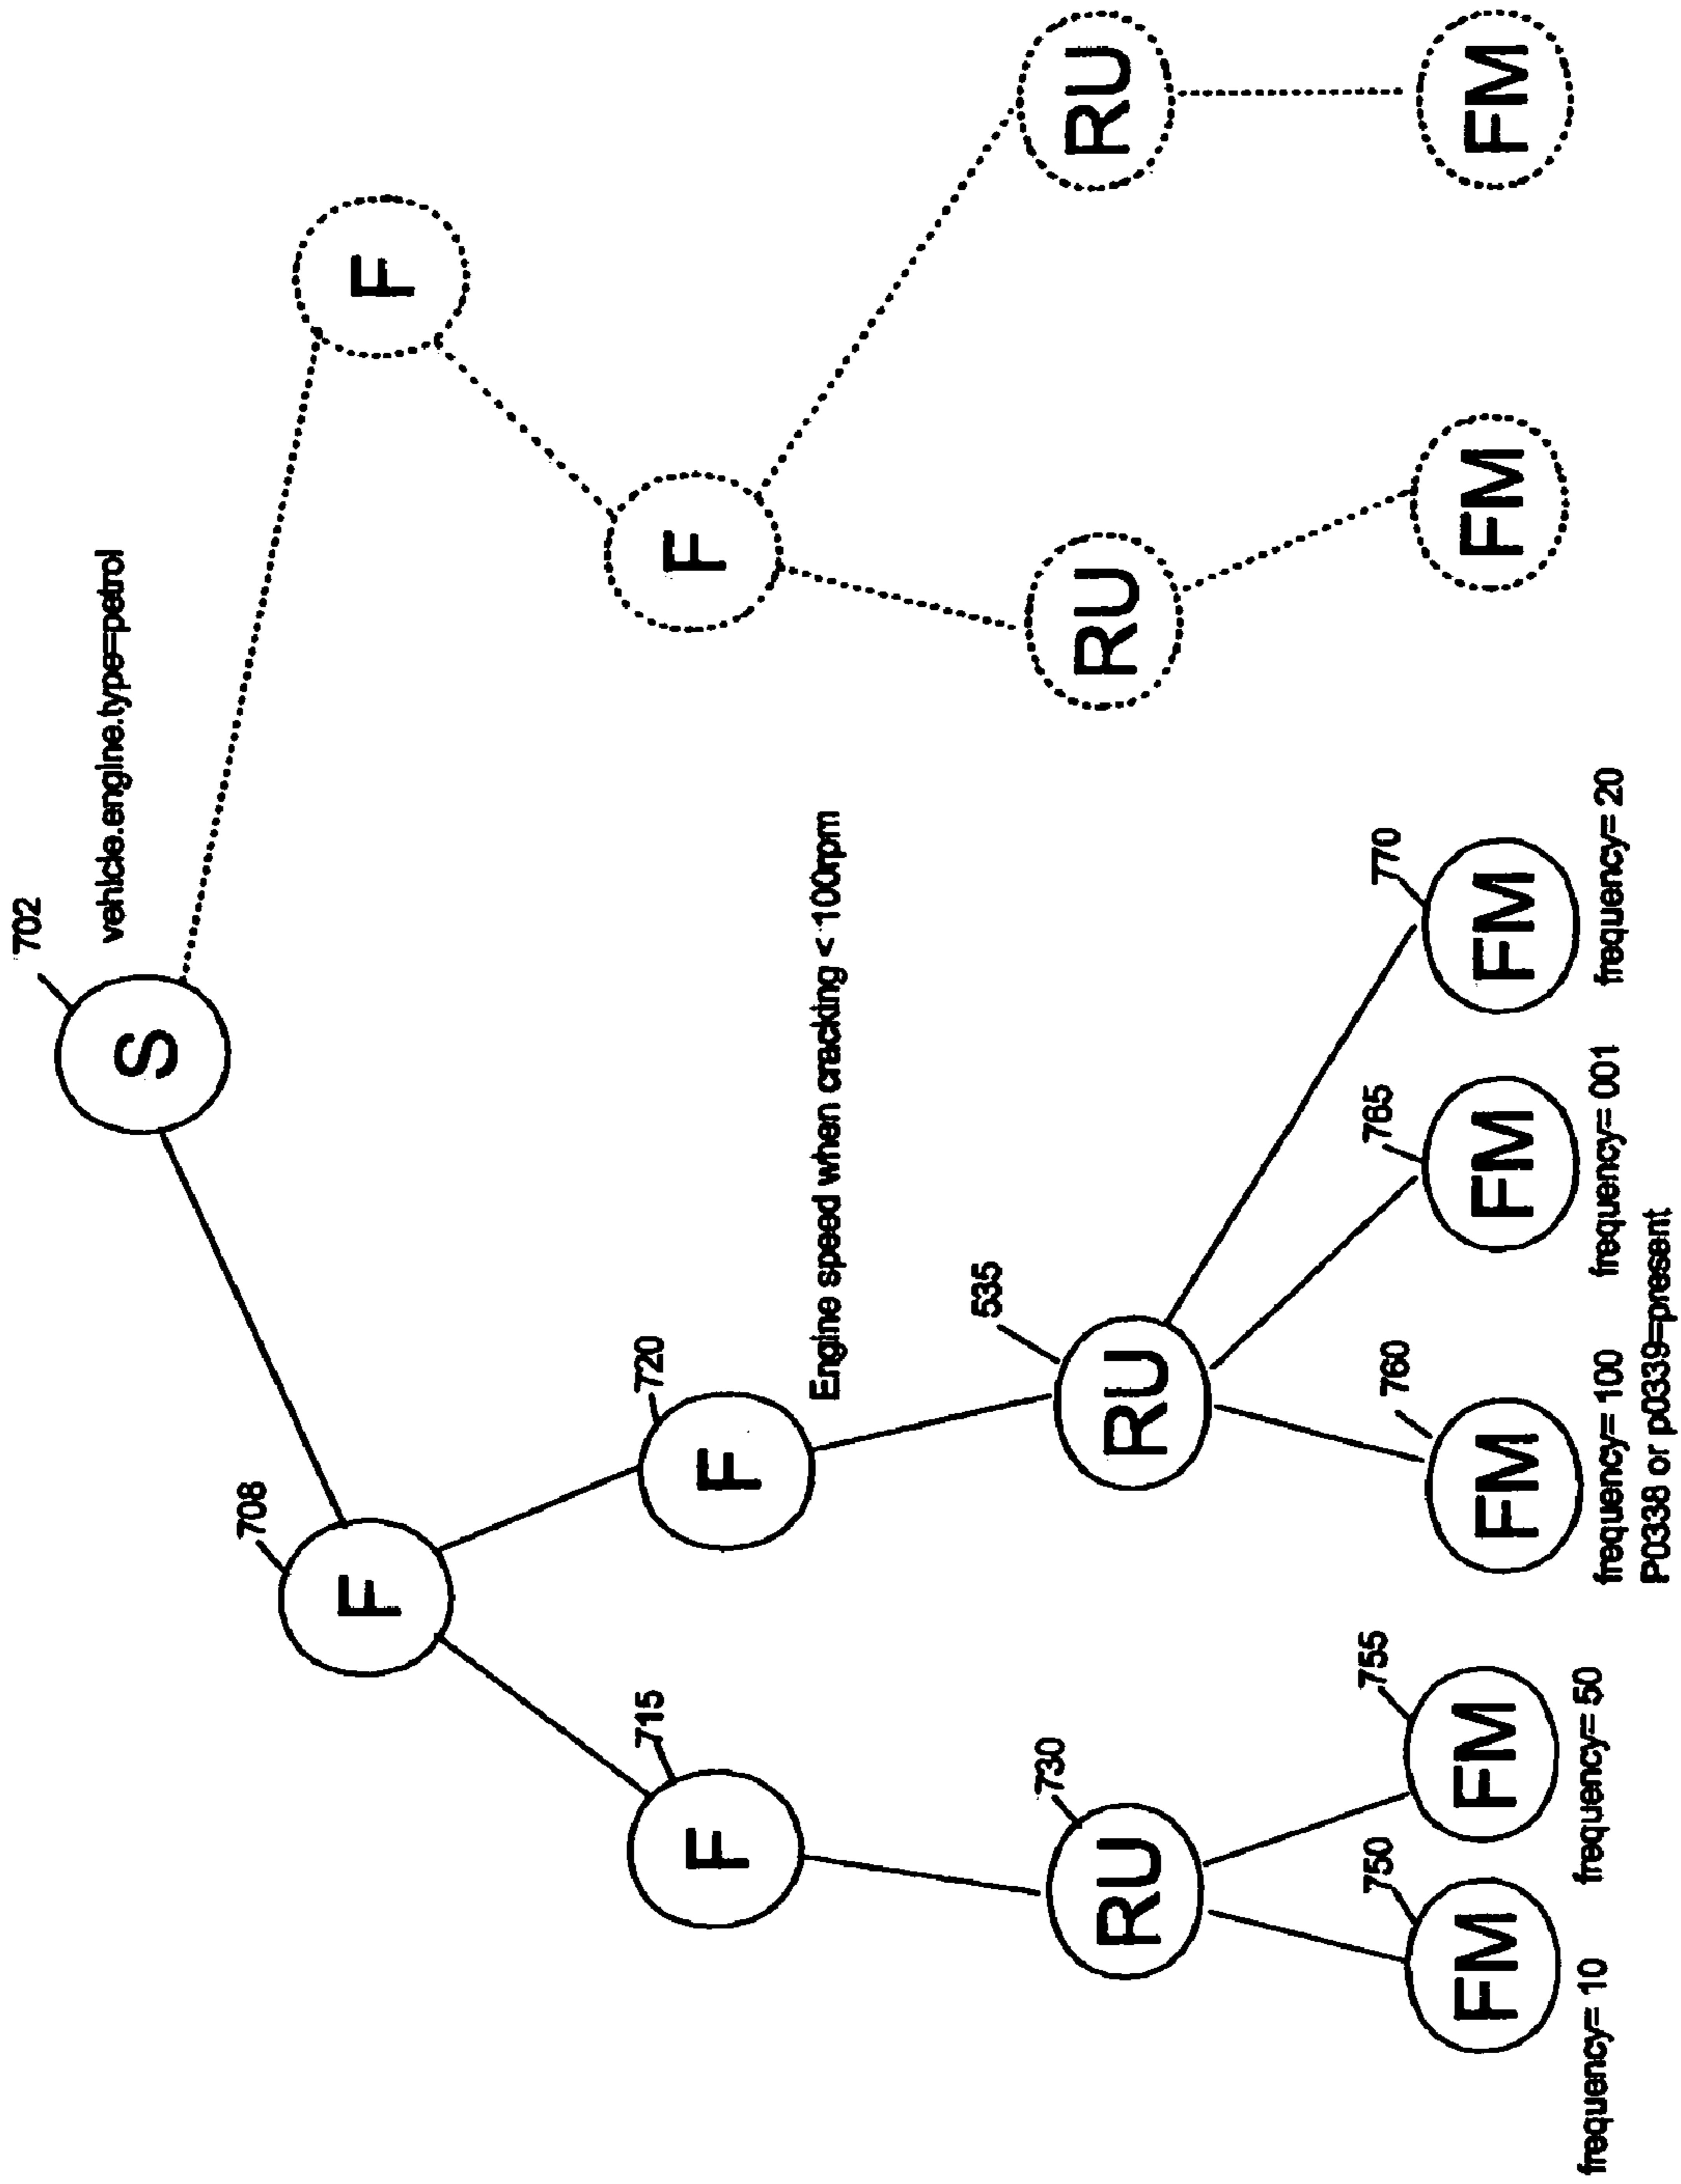 702
S
vehicle.engine.type=petrol
708
F
F
715
F
720
F
Engine speed when cracking < 100rpm
F
730
RU
535
RU
RU
RU
750
FM
755
FM
760
FM
765
FM
770
FM
FM
FM
frequency= 10
frequency= 50
frequency= 100
frequency= 001
frequency= 20
P0338 or p0339=present